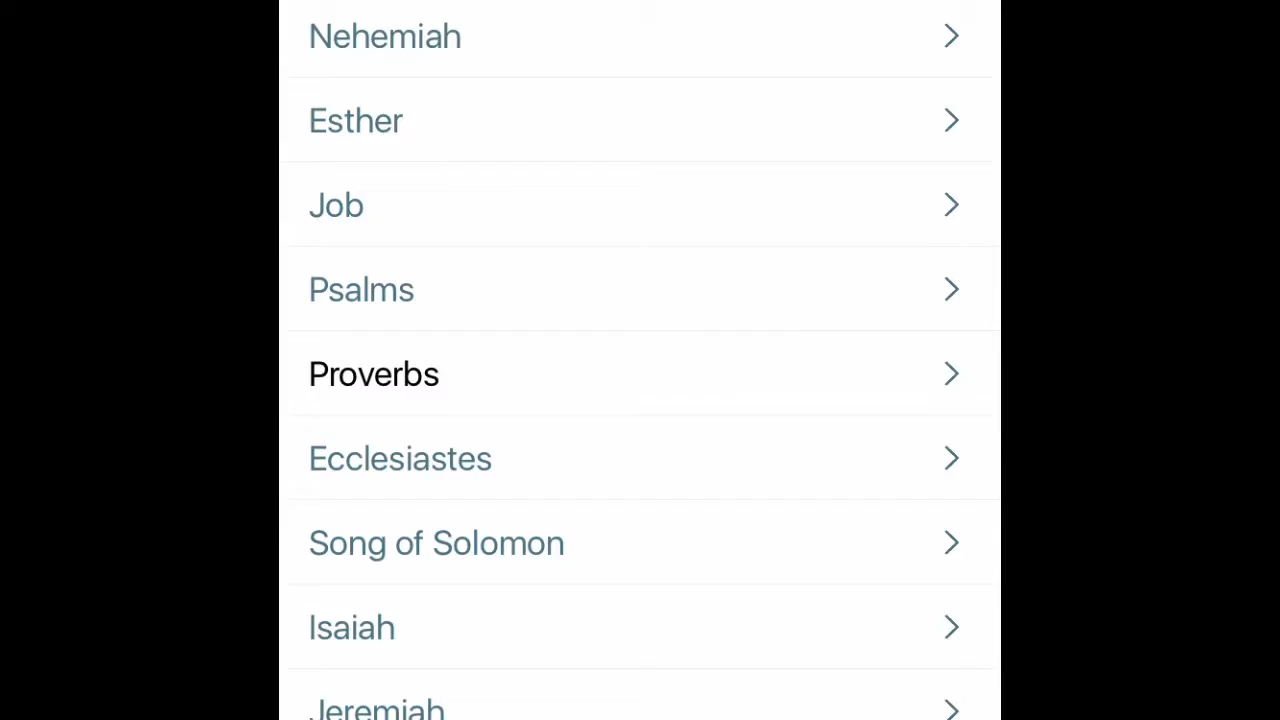 Nehemiah
Esther
Job
Psalms
Proverbs
Ecclesiastes
Song of Solomon
Isaiah
Jeremiah